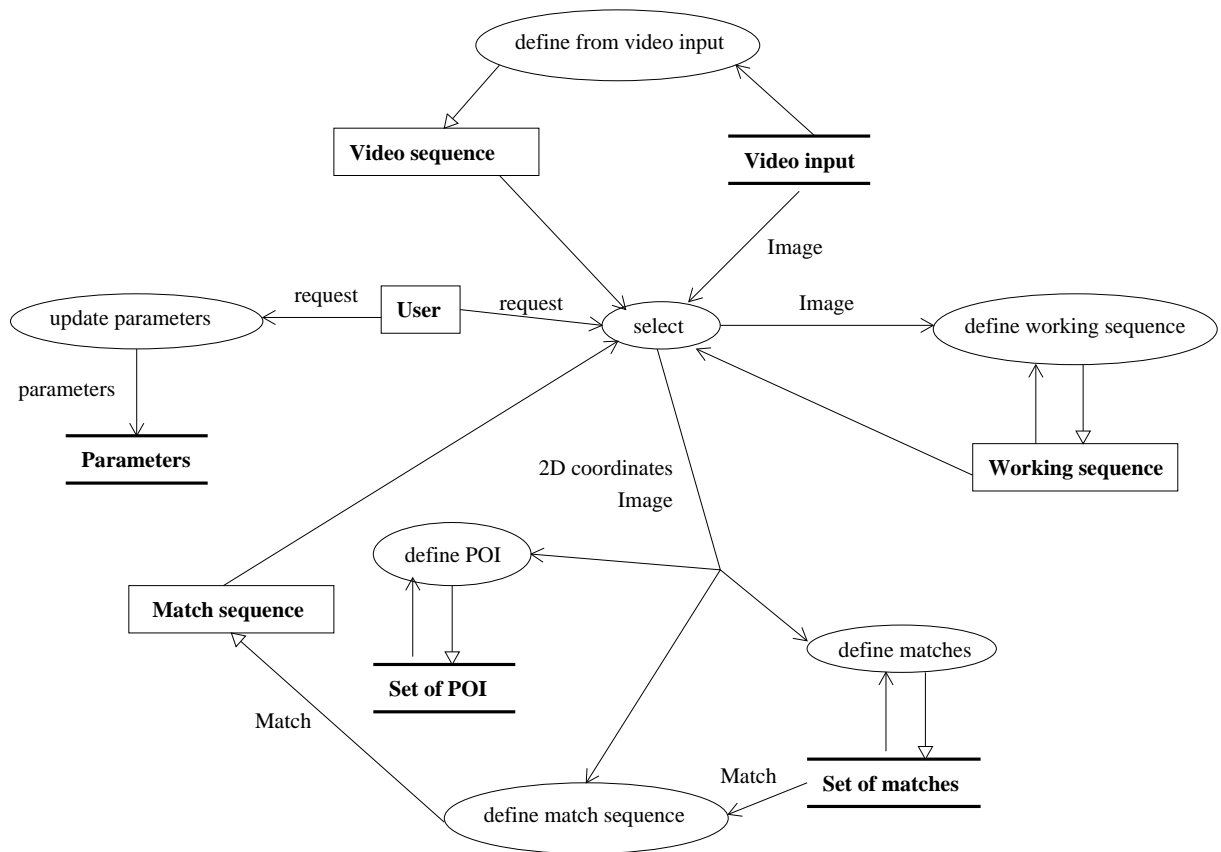 define from video input
Video sequence
Video input
Image
request
User
request
select
Image
update parameters
define working sequence
parameters
Parameters
Working sequence
2D coordinates
Image
define POI
Match sequence
define matches
Set of POI
Match
Match
Set of matches
define match sequence